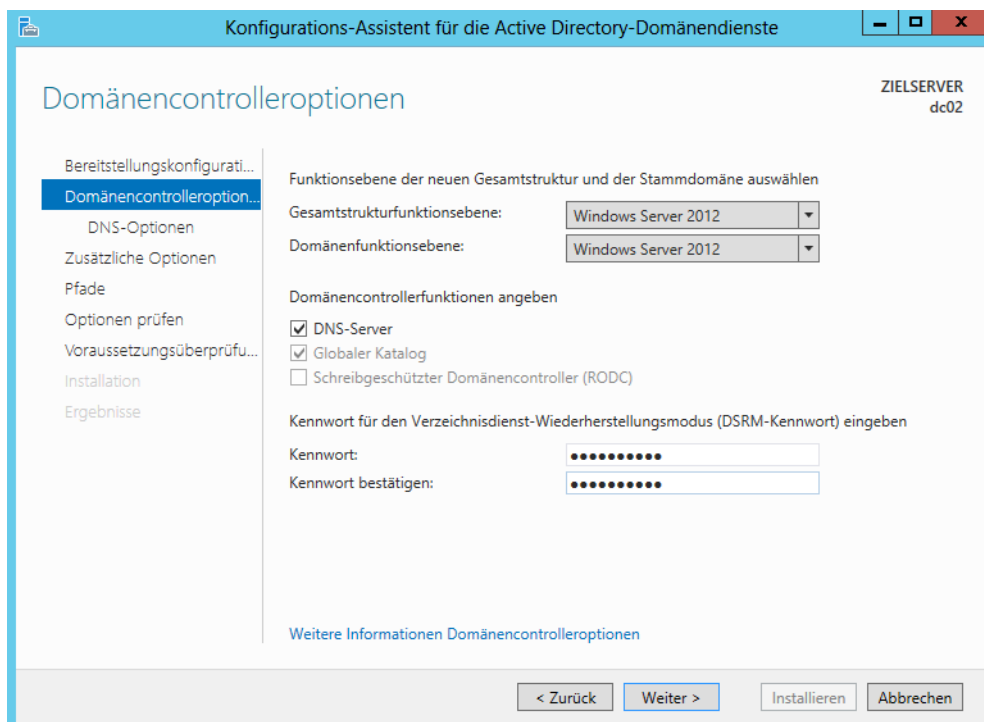 Konfigurations-Assistent für die Active Directory-Domänendienste
Domänencontrolleroptionen
ZIELSERVER
dc02
Bereitstellungskonfigurati...
Domänencontrolleroption...
DNS-Optionen
Zusätzliche Optionen
Pfade
Optionen prüfen
Voraussetzungsüberprüfu...
Installation
Ergebnisse
Funktionsebene der neuen Gesamtstruktur und der Stammdomäne auswählen
Gesamtstrukturfunktionsebene: Windows Server 2012
Domänenfunktionsebene: Windows Server 2012
Domänencontrollerfunktionen angeben
DNS-Server
Globaler Katalog
Schreibgeschützter Domänencontroller (RODC)
Kennwort für den Verzeichnisdienst-Wiederherstellungsmodus (DSRM-Kennwort) eingeben
Kennwort: ●●●●●●●●●●
Kennwort bestätigen: ●●●●●●●●●●
Weitere Informationen Domänencontrolleroptionen
< Zurück Weiter > Installieren Abbrechen